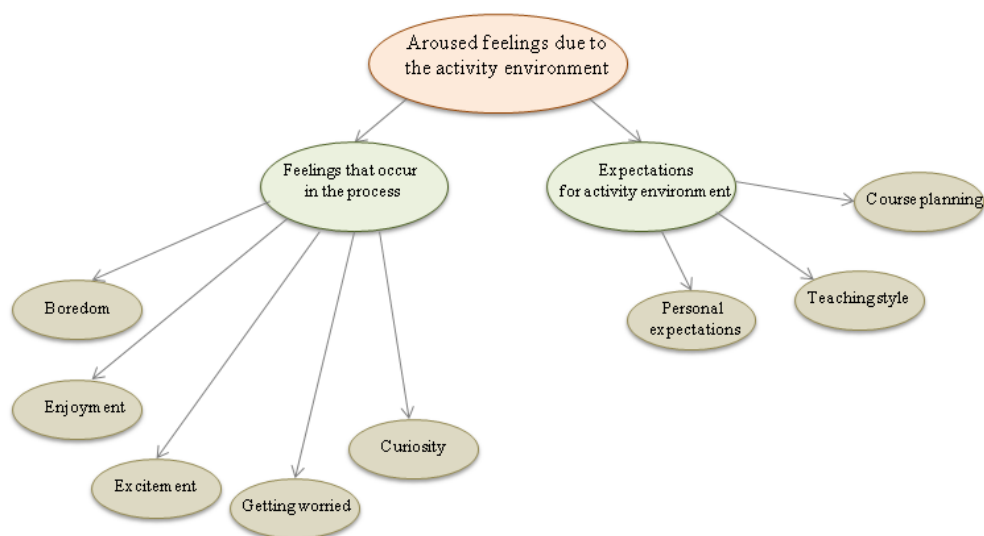 Aroused feelings due to
the activity environment
Feelings that occur
in the process
Expectations
for activity environment
Course planning
Boredom
Personal
expectations
Teaching style
Enjoyment
Curiosity
Excitement
Getting worried